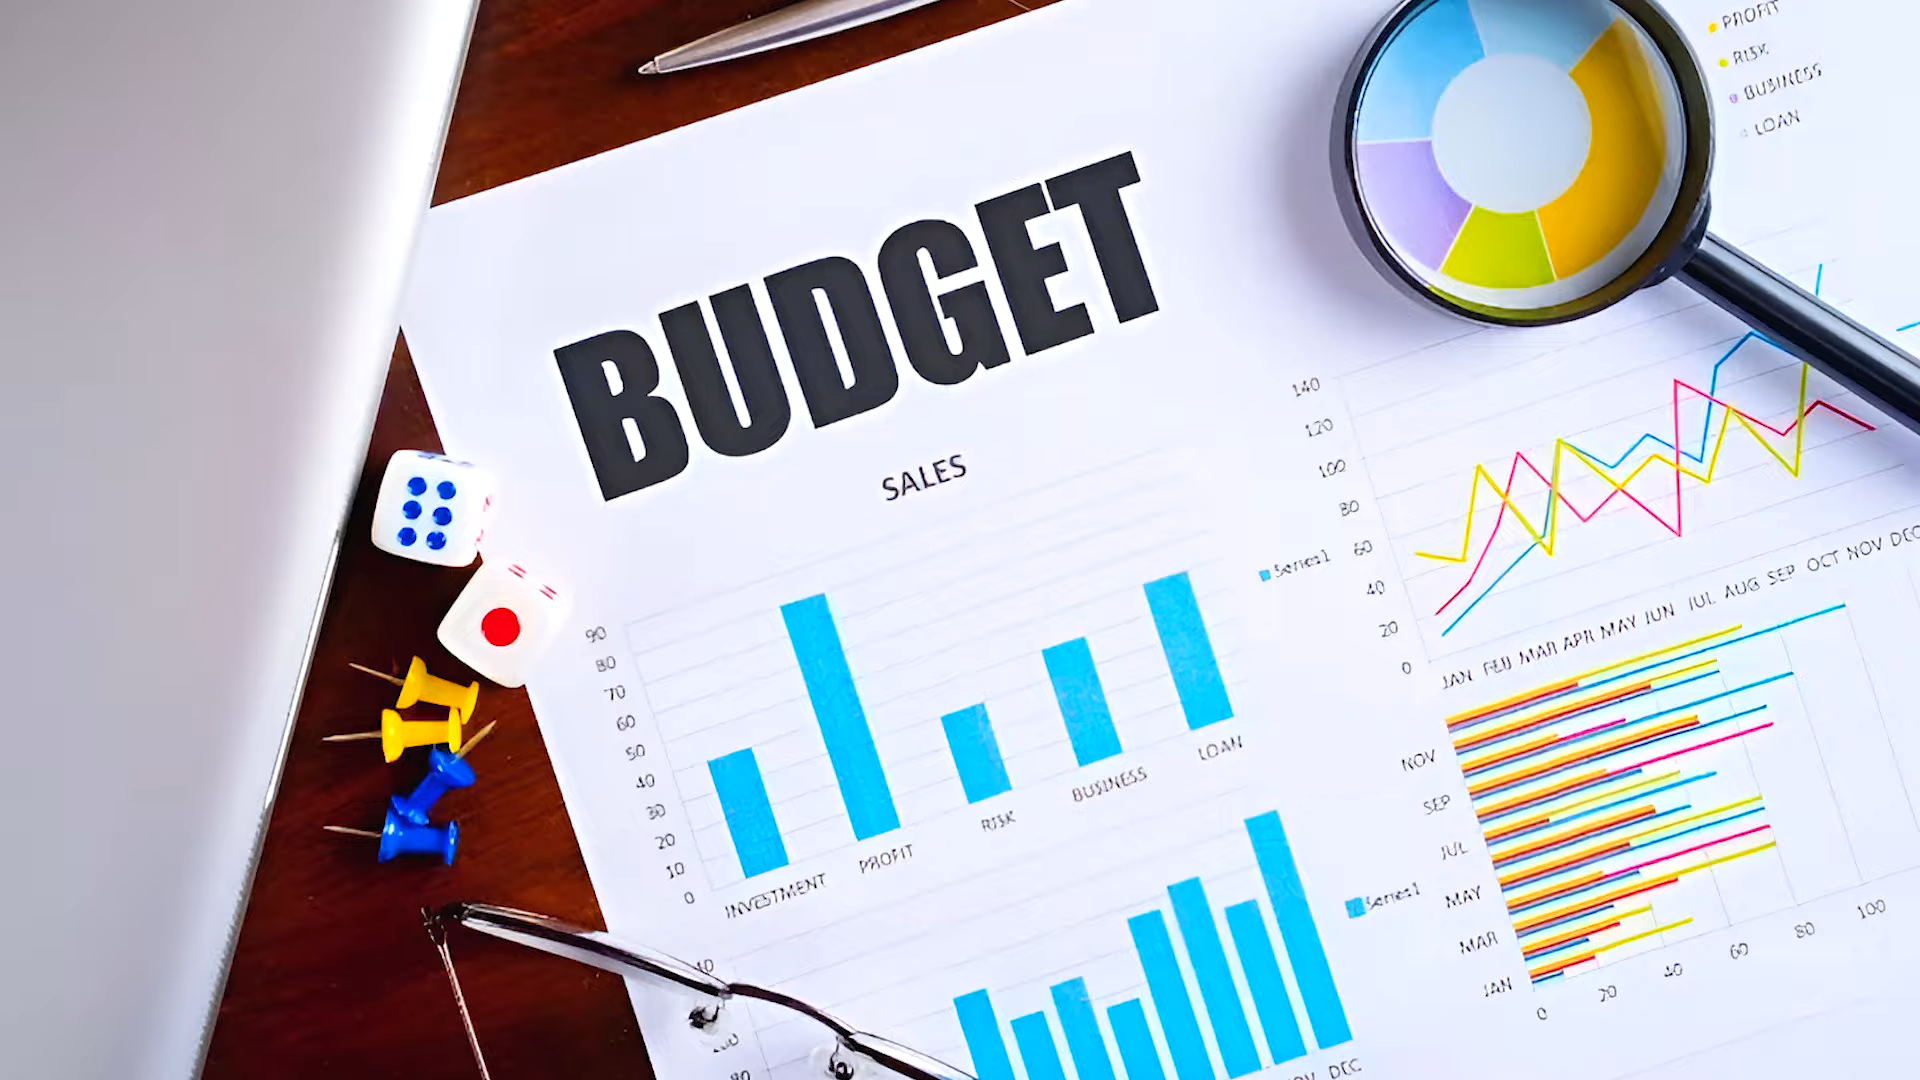 BUDGET
SALES
PROFIT
RISK
BUSINESS
LOAN
140
120
100
80
60
40
20
0
JAN FEB MAR APR MAY JUN JUL AUG SEP OCT NOV DEC
Series1
90
80
70
60
50
40
30
20
10
0
INVESTMENT
PROFIT
RISK
BUSINESS
LOAN
NOV
SEP
JUL
MAY
MAR
JAN
0
20
40
60
80
100
Series1
DEC